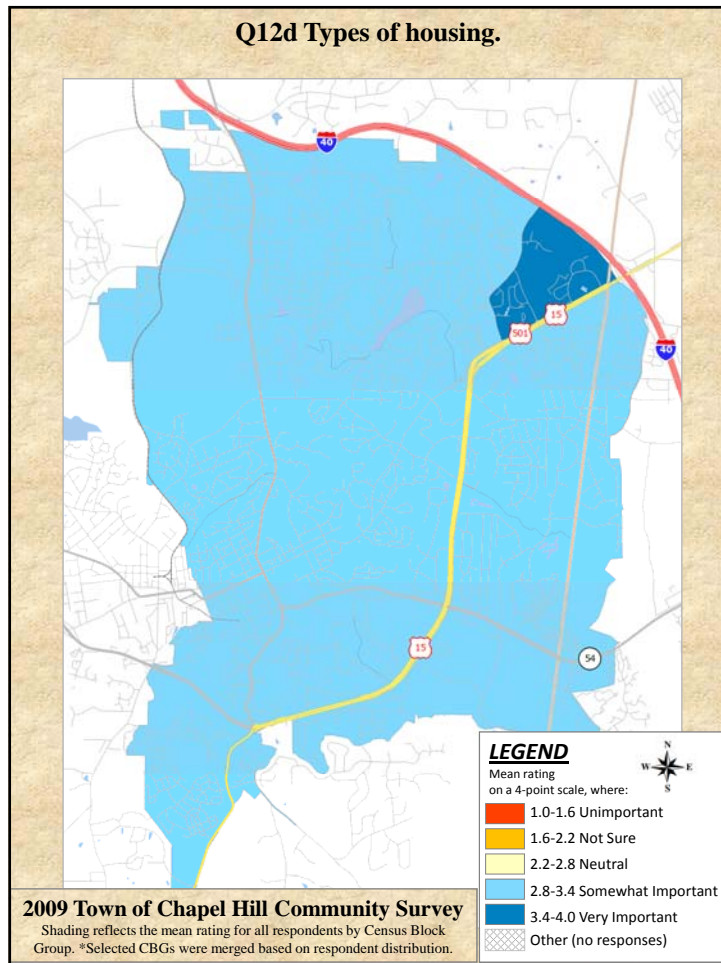 Q12d Types of housing.
40
15
501
40
15
54
LEGEND
Mean rating
on a 4-point scale, where:
N
W E
S
1.0-1.6 Unimportant
1.6-2.2 Not Sure
2.2-2.8 Neutral
2.8-3.4 Somewhat Important
3.4-4.0 Very Important
Other (no responses)
2009 Town of Chapel Hill Community Survey
Shading reflects the mean rating for all respondents by Census Block
Group. *Selected CBGs were merged based on respondent distribution.